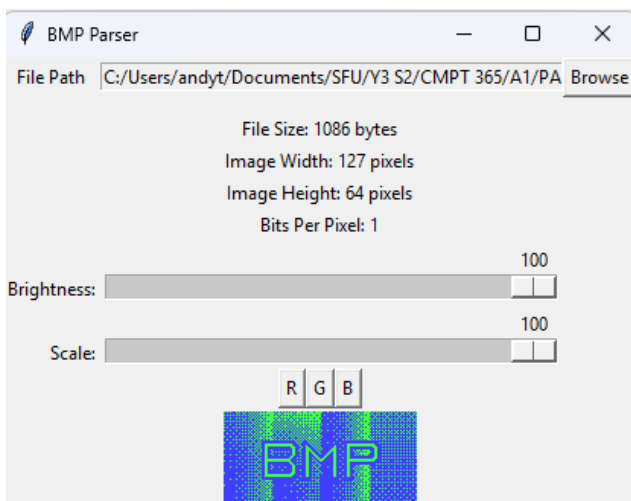 BMP Parser
File Path C:/Users/andyt/Documents/SFU/Y3 S2/CMPT 365/A1/PA Browse
File Size: 1086 bytes
Image Width: 127 pixels
Image Height: 64 pixels
Bits Per Pixel: 1
100
Brightness:
100
Scale:
R G B
BMP